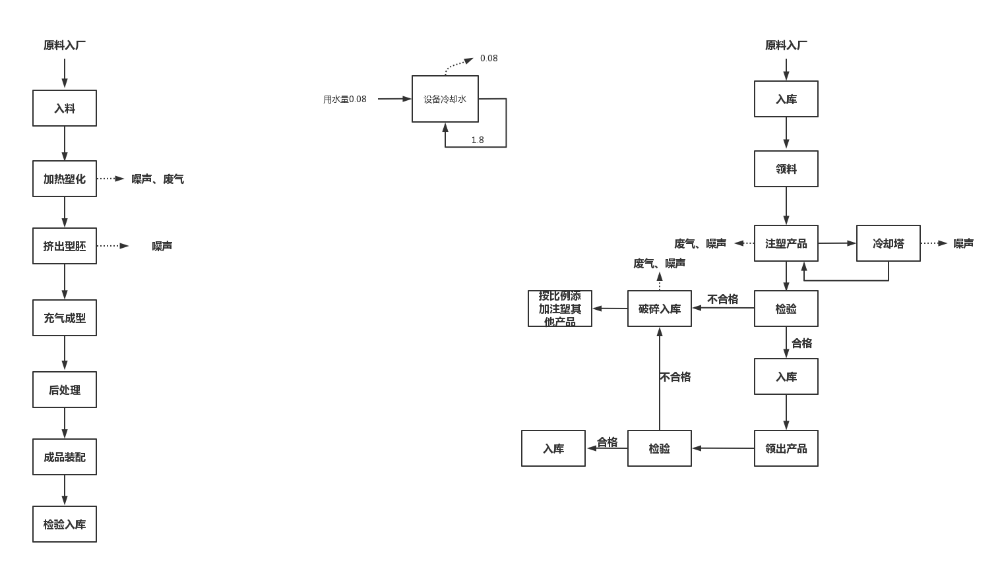 原料入厂
入料
加热塑化
噪声、废气
挤出型胚
噪声
充气成型
后处理
成品装配
检验入库
0.08
用水量0.08
设备冷却水
1.8
原料入厂
入库
领料
废气、噪声
注塑产品
冷却塔
噪声
废气、噪声
按比例添
加注塑其
他产品
破碎入库
不合格
检验
合格
入库
不合格
入库
合格
检验
领出产品